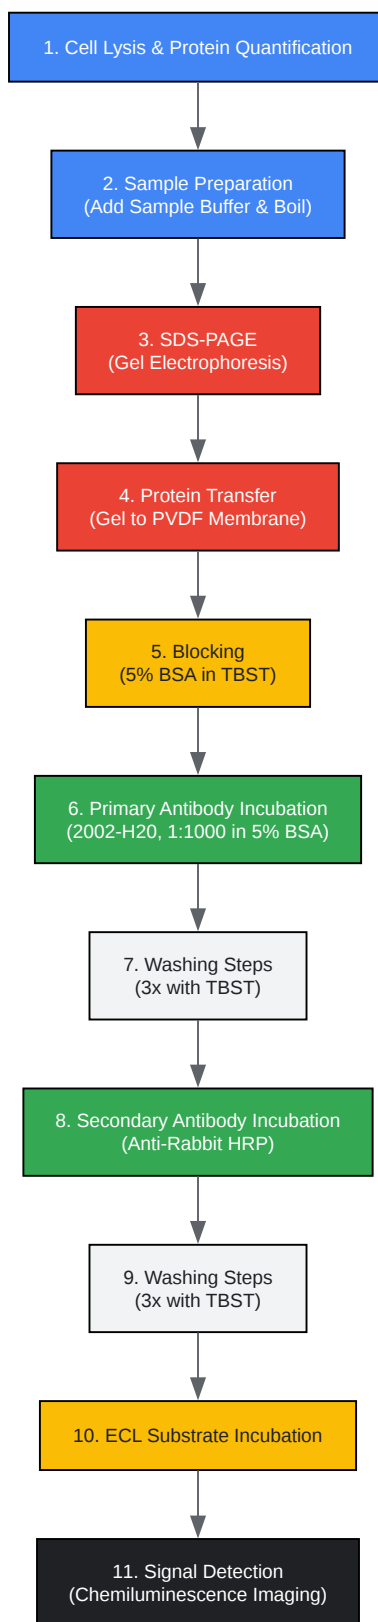 1. Cell Lysis & Protein Quantification
2. Sample Preparation
(Add Sample Buffer & Boil)
3. SDS-PAGE
(Gel Electrophoresis)
4. Protein Transfer
(Gel to PVDF Membrane)
5. Blocking
(5% BSA in TBST)
6. Primary Antibody Incubation
(2002-H20, 1:1000 in 5% BSA)
7. Washing Steps
(3x with TBST)
8. Secondary Antibody Incubation
(Anti-Rabbit HRP)
9. Washing Steps
(3x with TBST)
10. ECL Substrate Incubation
11. Signal Detection
(Chemiluminescence Imaging)